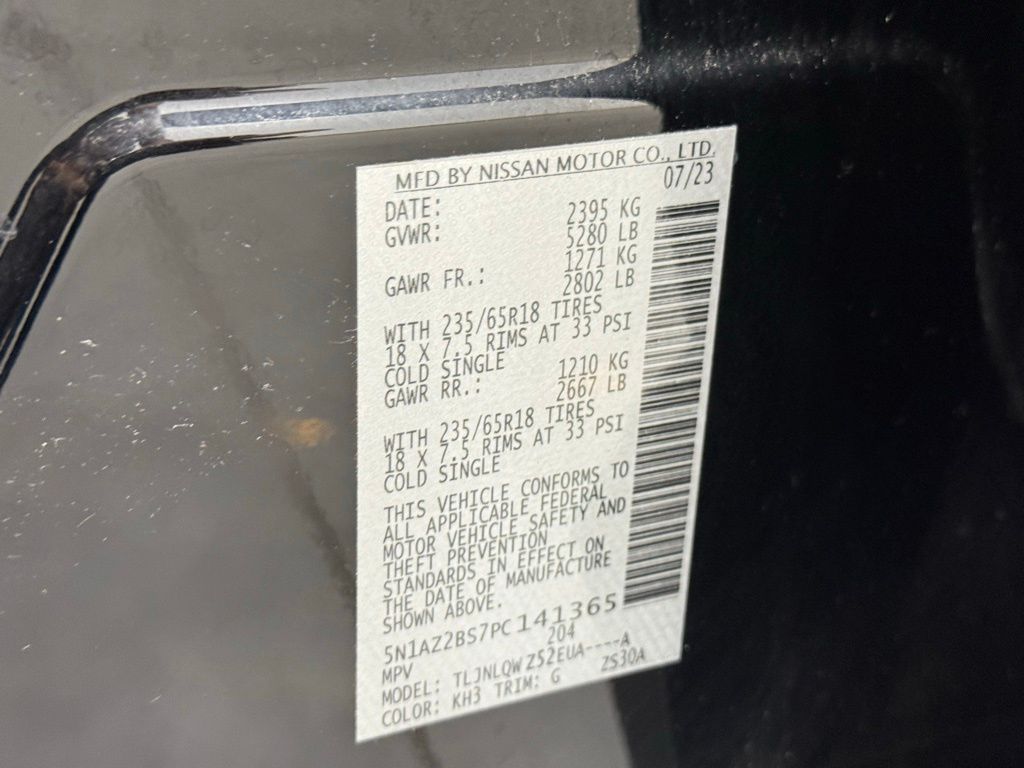 MFD BY NISSAN MOTOR CO., LTD.
DATE: 07/23
GVWR: 2395 KG
5280 LB
GAWR FR.: 1271 KG
2802 LB
WITH 235/65R18 TIRES
18 X 7.5 RIMS AT 33 PSI
COLD SINGLE
GAWR RR.: 1210 KG
2667 LB
WITH 235/65R18 TIRES
18 X 7.5 RIMS AT 33 PSI
COLD SINGLE
THIS VEHICLE CONFORMS TO
ALL APPLICABLE FEDERAL
MOTOR VEHICLE SAFETY AND
THEFT PREVENTION
STANDARDS IN EFFECT ON
THE DATE OF MANUFACTURE
SHOWN ABOVE.
5N1AZ2BS7PC141365
MPV 204
MODEL: TLJNLQWZ52EUA----A
COLOR: KH3 TRIM: G ZS30A